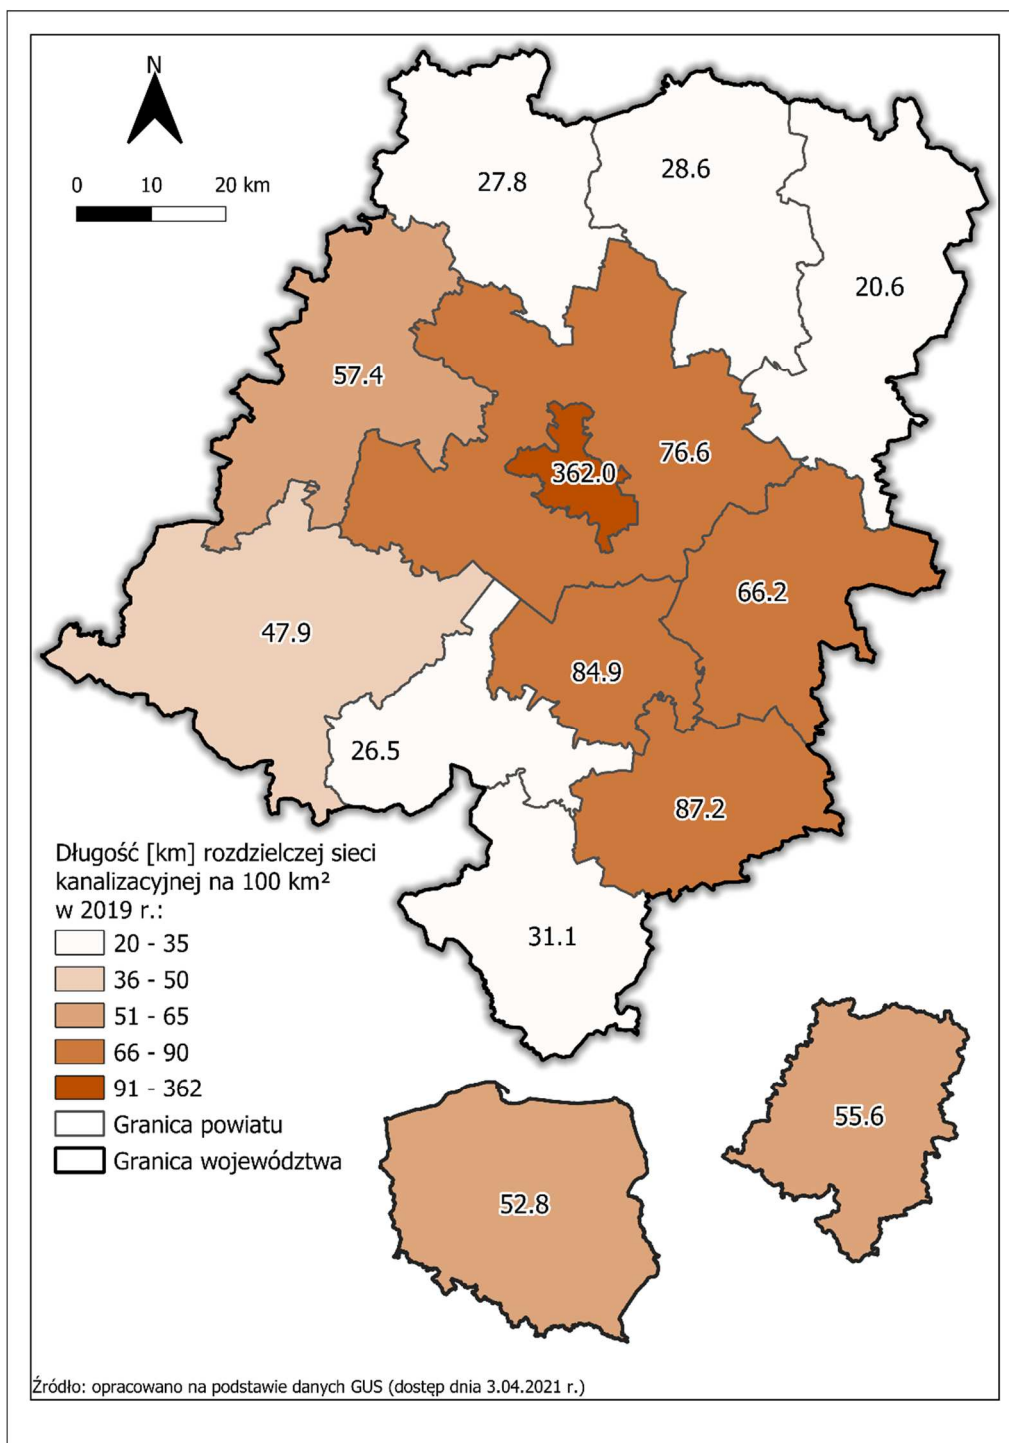 N
0 10 20 km
27.8
28.6
20.6
57.4
76.6
362.0
66.2
47.9
84.9
26.5
87.2
31.1
Długość [km] rozdzielczej sieci
kanalizacyjnej na 100 km²
w 2019 r.:
20 - 35
36 - 50
51 - 65
66 - 90
91 - 362
Granica powiatu
Granica województwa
55.6
52.8
Źródło: opracowano na podstawie danych GUS (dostęp dnia 3.04.2021 r.)